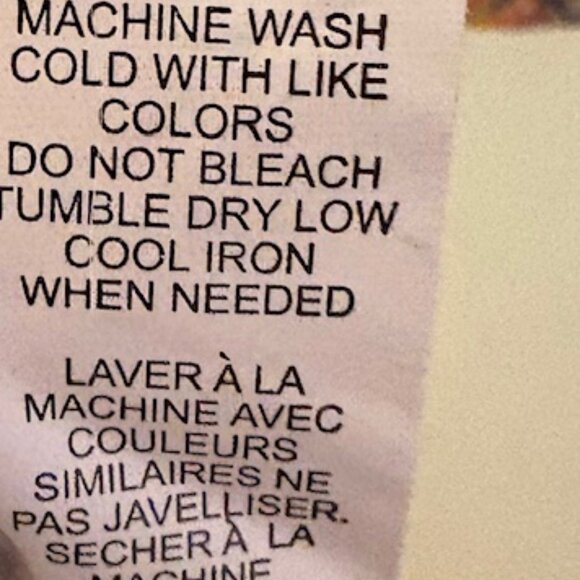 MACHINE WASH
COLD WITH LIKE
COLORS
DO NOT BLEACH
TUMBLE DRY LOW
COOL IRON
WHEN NEEDED
LAVER À LA
MACHINE AVEC
COULEURS
SIMILAIRES NE
PAS JAVELLISER.
SECHER À LA
MACHINE